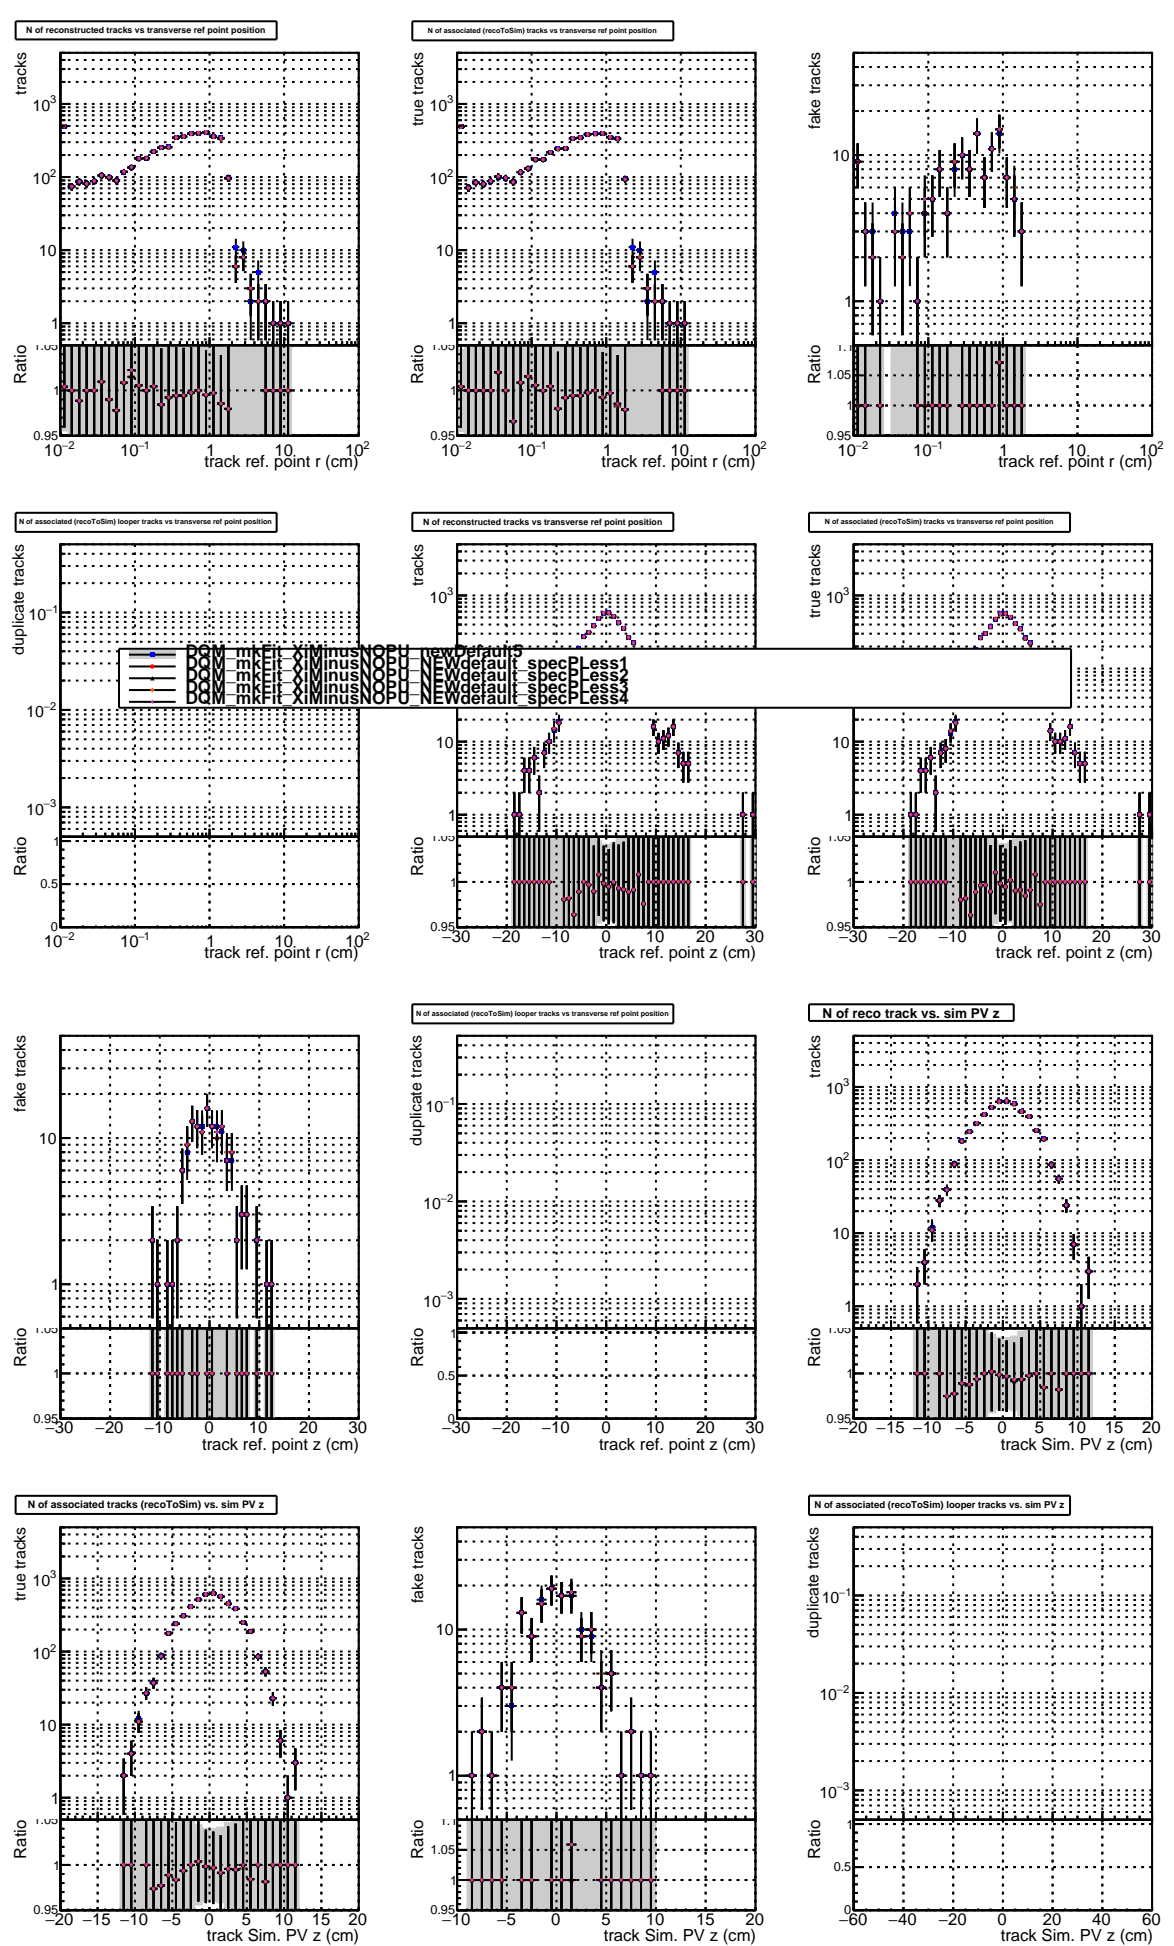 N of reconstructed tracks vs transverse ref point position
N of associated (recoToSim) tracks vs transverse ref point position
tracks
10³
10²
10
1
1.05
Ratio
1
0.95
10⁻² 10⁻¹ 1 10 10²
track ref. point r (cm)
true tracks
10³
10²
10
1
1.05
Ratio
1
0.95
10⁻² 10⁻¹ 1 10 10²
track ref. point r (cm)
fake tracks
10
1
1.1
Ratio
1.05
1
0.95
10⁻² 10⁻¹ 1 10 10²
track ref. point r (cm)
N of associated (recoToSim) looper tracks vs transverse ref point position
N of reconstructed tracks vs transverse ref point position
N of associated (recoToSim) tracks vs transverse ref point position
duplicate tracks
10⁻¹
10⁻²
10⁻³
Ratio
1
0.5
0
10⁻² 10⁻¹ 1 10 10²
track ref. point r (cm)
tracks
10³
10
1
1.05
Ratio
1
0.95
−30 −20 −10 0 10 20 30
track ref. point z (cm)
true tracks
10³
10
1
1.05
Ratio
1
0.95
−30 −20 −10 0 10 20 30
track ref. point z (cm)
DQM_mkFit_XiMinusNOPU_newDefault5
DQM_mkFit_XiMinusNOPU_NEWdefault_specPLess1
DQM_mkFit_XiMinusNOPU_NEWdefault_specPLess2
DQM_mkFit_XiMinusNOPU_NEWdefault_specPLess3
DQM_mkFit_XiMinusNOPU_NEWdefault_specPLess4
N of associated (recoToSim) looper tracks vs transverse ref point position
N of reco track vs. sim PV z
fake tracks
10
1
1.05
Ratio
1
0.95
−30 −20 −10 0 10 20 30
track ref. point z (cm)
duplicate tracks
10⁻¹
10⁻²
10⁻³
Ratio
1
0.5
0
−30 −20 −10 0 10 20 30
track ref. point z (cm)
tracks
10³
10²
10
1
1.05
Ratio
1
0.95
−20 −15 −10 −5 0 5 10 15 20
track Sim. PV z (cm)
N of associated tracks (recoToSim) vs. sim PV z
N of associated (recoToSim) looper tracks vs. sim PV z
true tracks
10³
10²
10
1
1.05
Ratio
1
0.95
−20 −15 −10 −5 0 5 10 15 20
track Sim. PV z (cm)
fake tracks
10
1
1.1
Ratio
1.05
1
0.95
−10 −5 0 5 10 15 20
track Sim. PV z (cm)
duplicate tracks
10⁻¹
10⁻²
10⁻³
Ratio
1
0.5
0
−60 −40 −20 0 20 40 60
track Sim. PV z (cm)